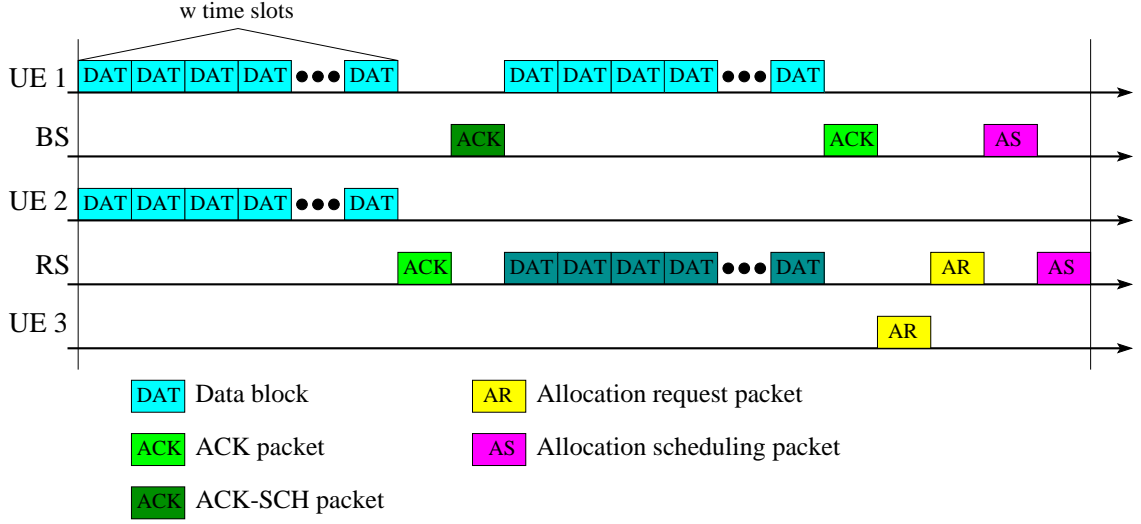 w time slots
UE 1 DAT DAT DAT DAT DAT DAT DAT DAT DAT DAT
BS ACK ACK AS
UE 2 DAT DAT DAT DAT DAT
RS ACK DAT DAT DAT DAT DAT AR AS
UE 3 AR
DAT Data block AR Allocation request packet
ACK ACK packet AS Allocation scheduling packet
ACK ACK-SCH packet